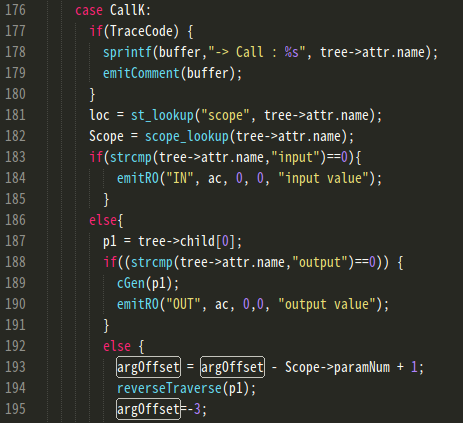 176 case CallK:
177 if(TraceCode) {
178 sprintf(buffer,"-> Call : %s", tree->attr.name);
179 emitComment(buffer);
180 }
181 loc = st_lookup("scope", tree->attr.name);
182 Scope = scope_lookup(tree->attr.name);
183 if(strcmp(tree->attr.name,"input")==0){
184 emitRO("IN", ac, 0, 0, "input value");
185 }
186 else{
187 p1 = tree->child[0];
188 if((strcmp(tree->attr.name,"output")==0)) {
189 cGen(p1);
190 emitRO("OUT", ac, 0,0, "output value");
191 }
192 else {
193 argOffset = argOffset - Scope->paramNum + 1;
194 reverseTraverse(p1);
195 argOffset=-3;